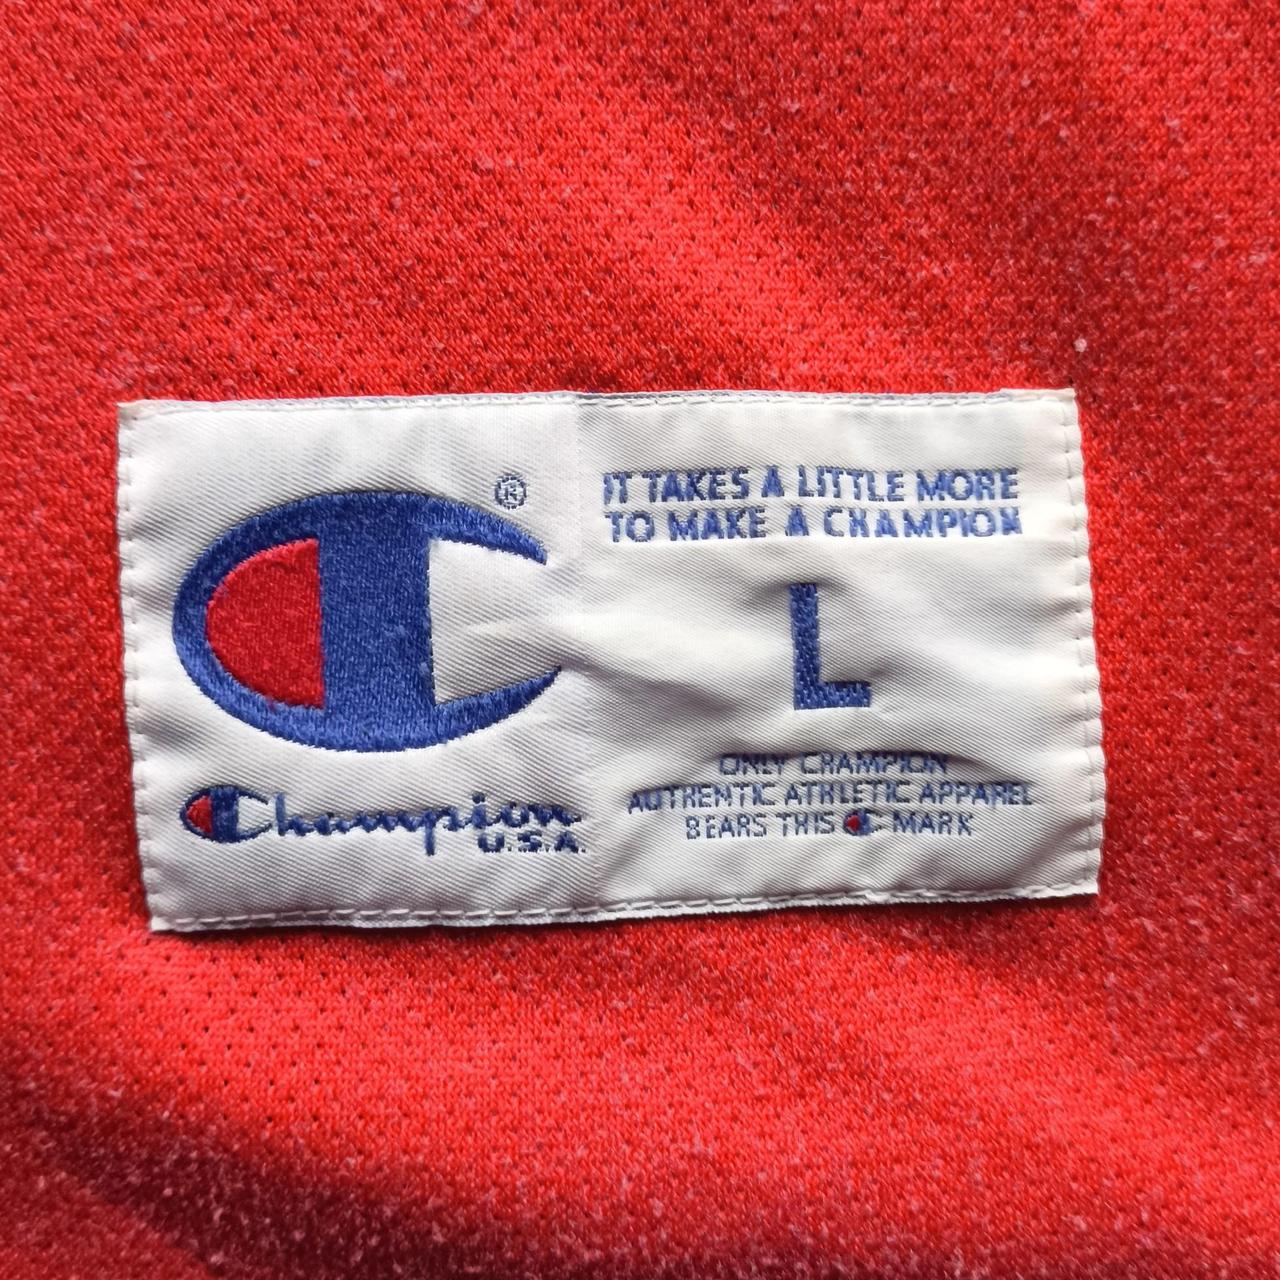 ®
Champion
U.S.A.
IT TAKES A LITTLE MORE
TO MAKE A CHAMPION
L
ONLY CHAMPION
AUTHENTIC ATHLETIC APPAREL
BEARS THIS C MARK